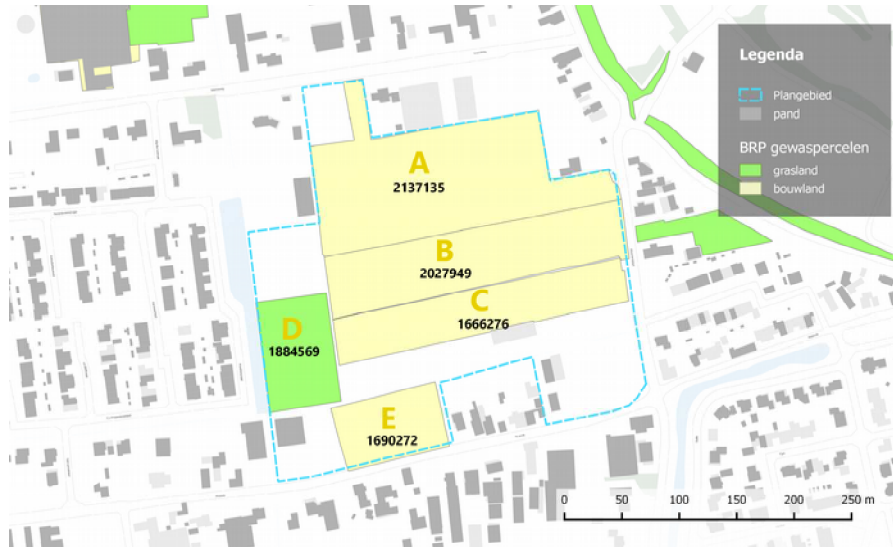 Legenda
Plangebied
pand
BRP gewaspercelen
grasland
bouwland
A
2137135
B
2027949
C
1666276
D
1884569
E
1690272
0 50 100 150 200 250 m